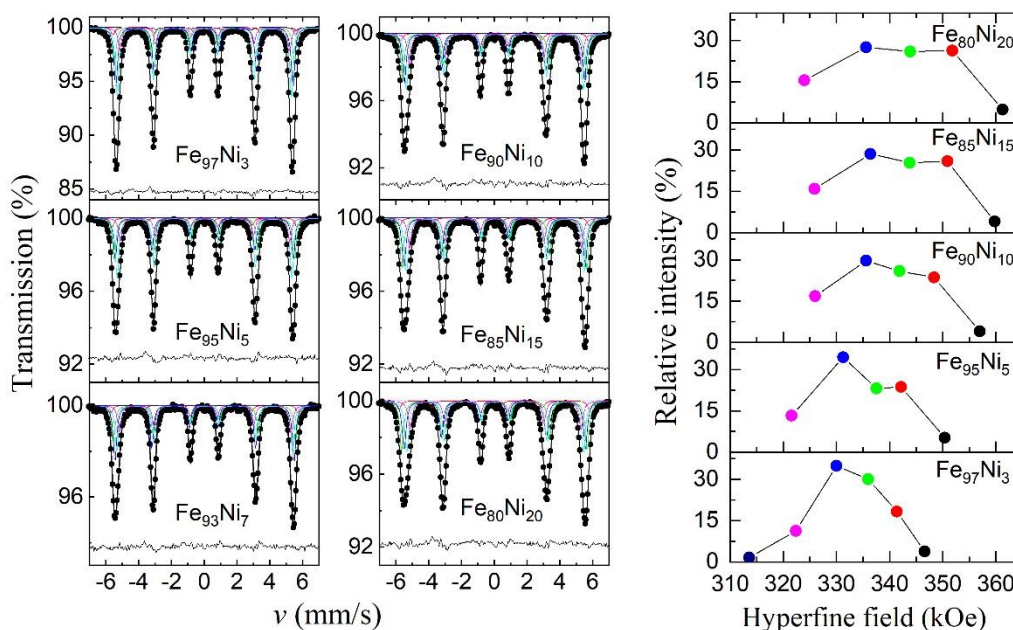 100
95
90
85
Fe97Ni3
100
96
92
Fe95Ni5
100
96
Fe93Ni7
-6 -4 -2 0 2 4 6
Transmission (%)
100
98
96
94
91
Fe90Ni10
100
96
92
Fe85Ni15
100
96
92
Fe80Ni20
-6 -4 -2 0 2 4 6
v (mm/s)
30
15
0
Fe80Ni20
30
15
0
Fe85Ni15
30
15
0
Fe90Ni10
30
15
0
Fe95Ni5
30
15
0
Fe97Ni3
310 320 330 340 350 360
Relative intensity (%)
Hyperfine field (kOe)